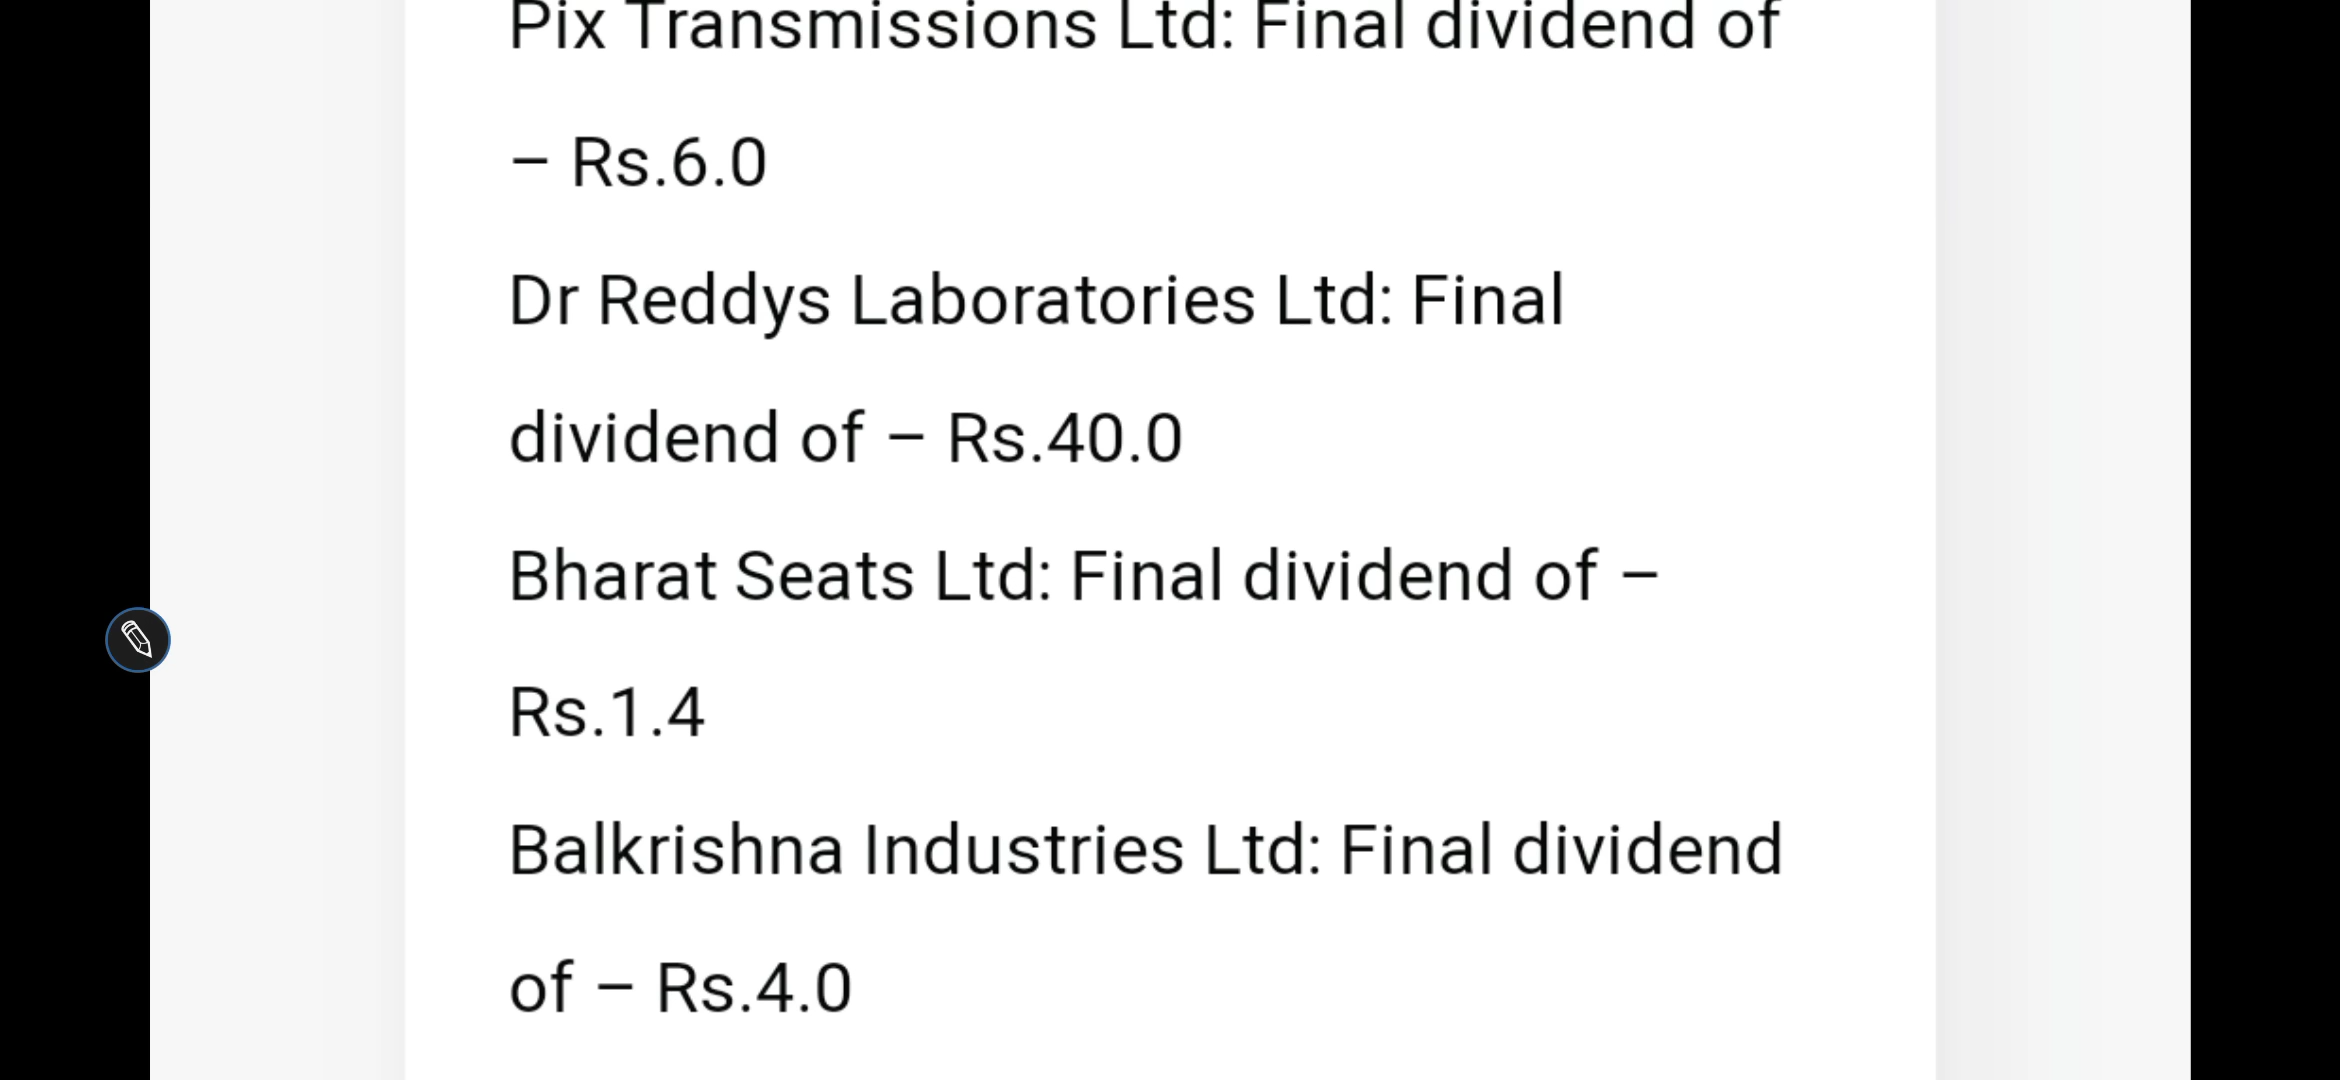 Pix Transmissions Ltd: Final dividend of
– Rs.6.0
Dr Reddys Laboratories Ltd: Final
dividend of – Rs.40.0
Bharat Seats Ltd: Final dividend of –
Rs.1.4
Balkrishna Industries Ltd: Final dividend
of – Rs.4.0